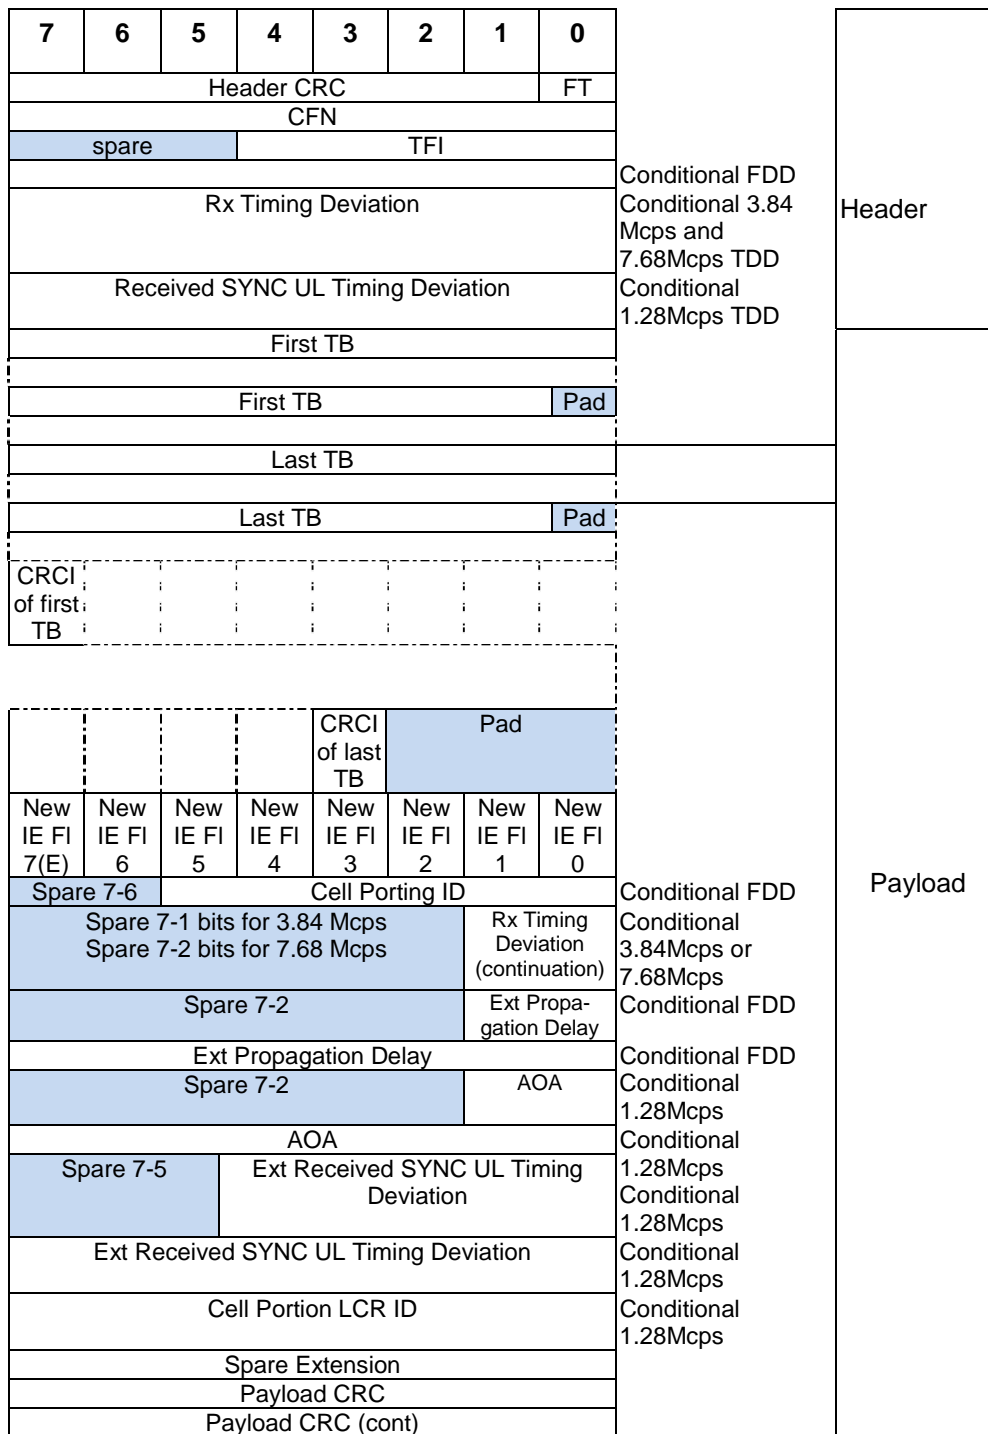 7 6 5 4 3 2 1 0
Header CRC FT
CFN
spare TFI
Conditional FDD
Rx Timing Deviation Conditional 3.84
Mcps and
7.68Mcps TDD
Header
Received SYNC UL Timing Deviation Conditional
1.28Mcps TDD
First TB
First TB Pad
Last TB
Last TB Pad
CRCI
of first
TB
CRCI
of last
TB
Pad
New New New New New New New New
IE Fl IE Fl IE Fl IE Fl IE Fl IE Fl IE Fl IE Fl
7(E) 6 5 4 3 2 1 0
Payload
Spare 7-6 Cell Porting ID Conditional FDD
Spare 7-1 bits for 3.84 Mcps
Spare 7-2 bits for 7.68 Mcps
Rx Timing
Deviation
(continuation)
Conditional
3.84Mcps or
7.68Mcps
Spare 7-2
Ext Propa-
gation Delay
Conditional FDD
Ext Propagation Delay Conditional FDD
Spare 7-2 AOA Conditional
1.28Mcps
AOA Conditional
1.28Mcps
Spare 7-5
Ext Received SYNC UL Timing
Deviation
Conditional
1.28Mcps
Ext Received SYNC UL Timing Deviation Conditional
1.28Mcps
Cell Portion LCR ID Conditional
1.28Mcps
Spare Extension
Payload CRC
Payload CRC (cont)